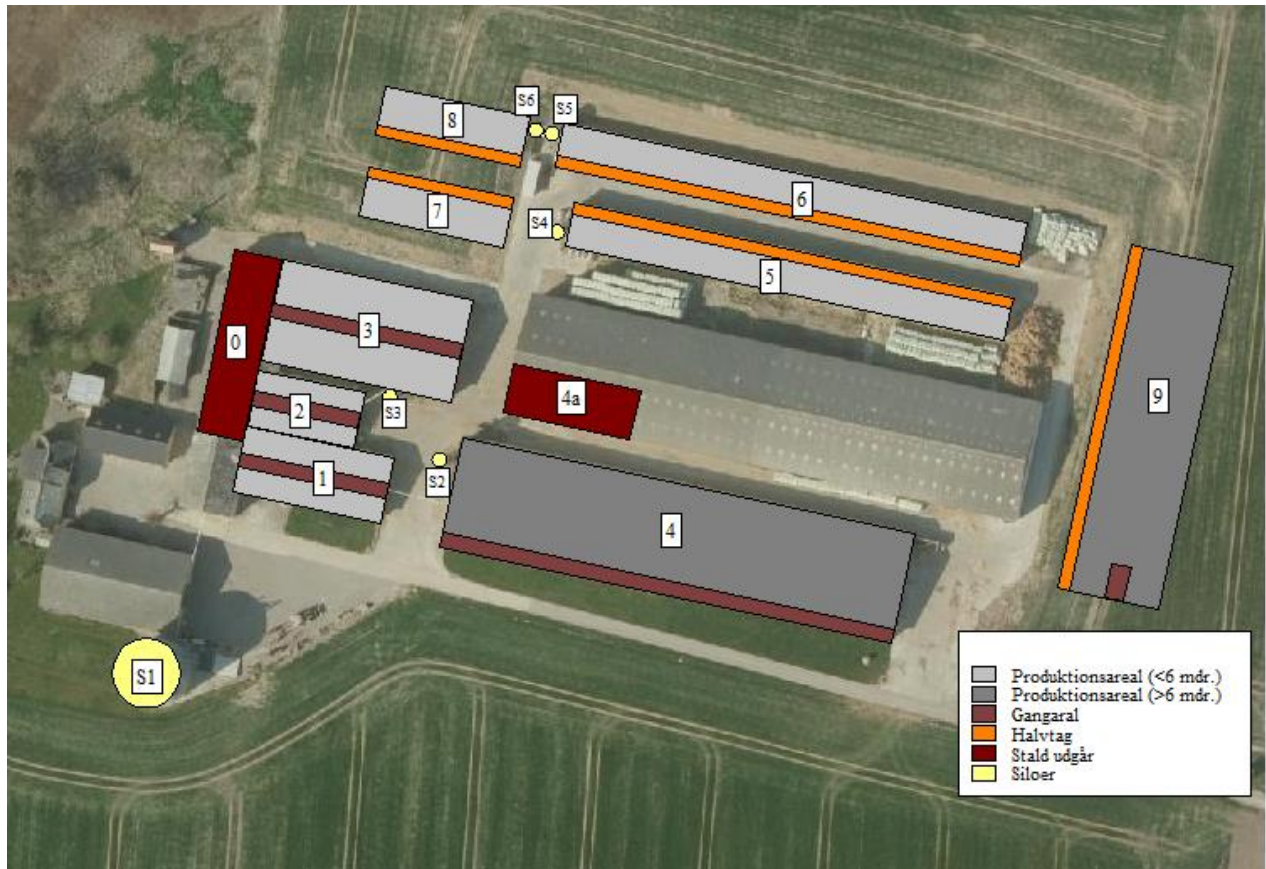 S6
S5
8
6
7
S4
5
3
0
9
4a
2
S3
1
S2
4
S1
Produktionsareal (<6 mdr.)
Produktionsareal (>6 mdr.)
Gangaral
Halvtag
Stald udgår
Siloer